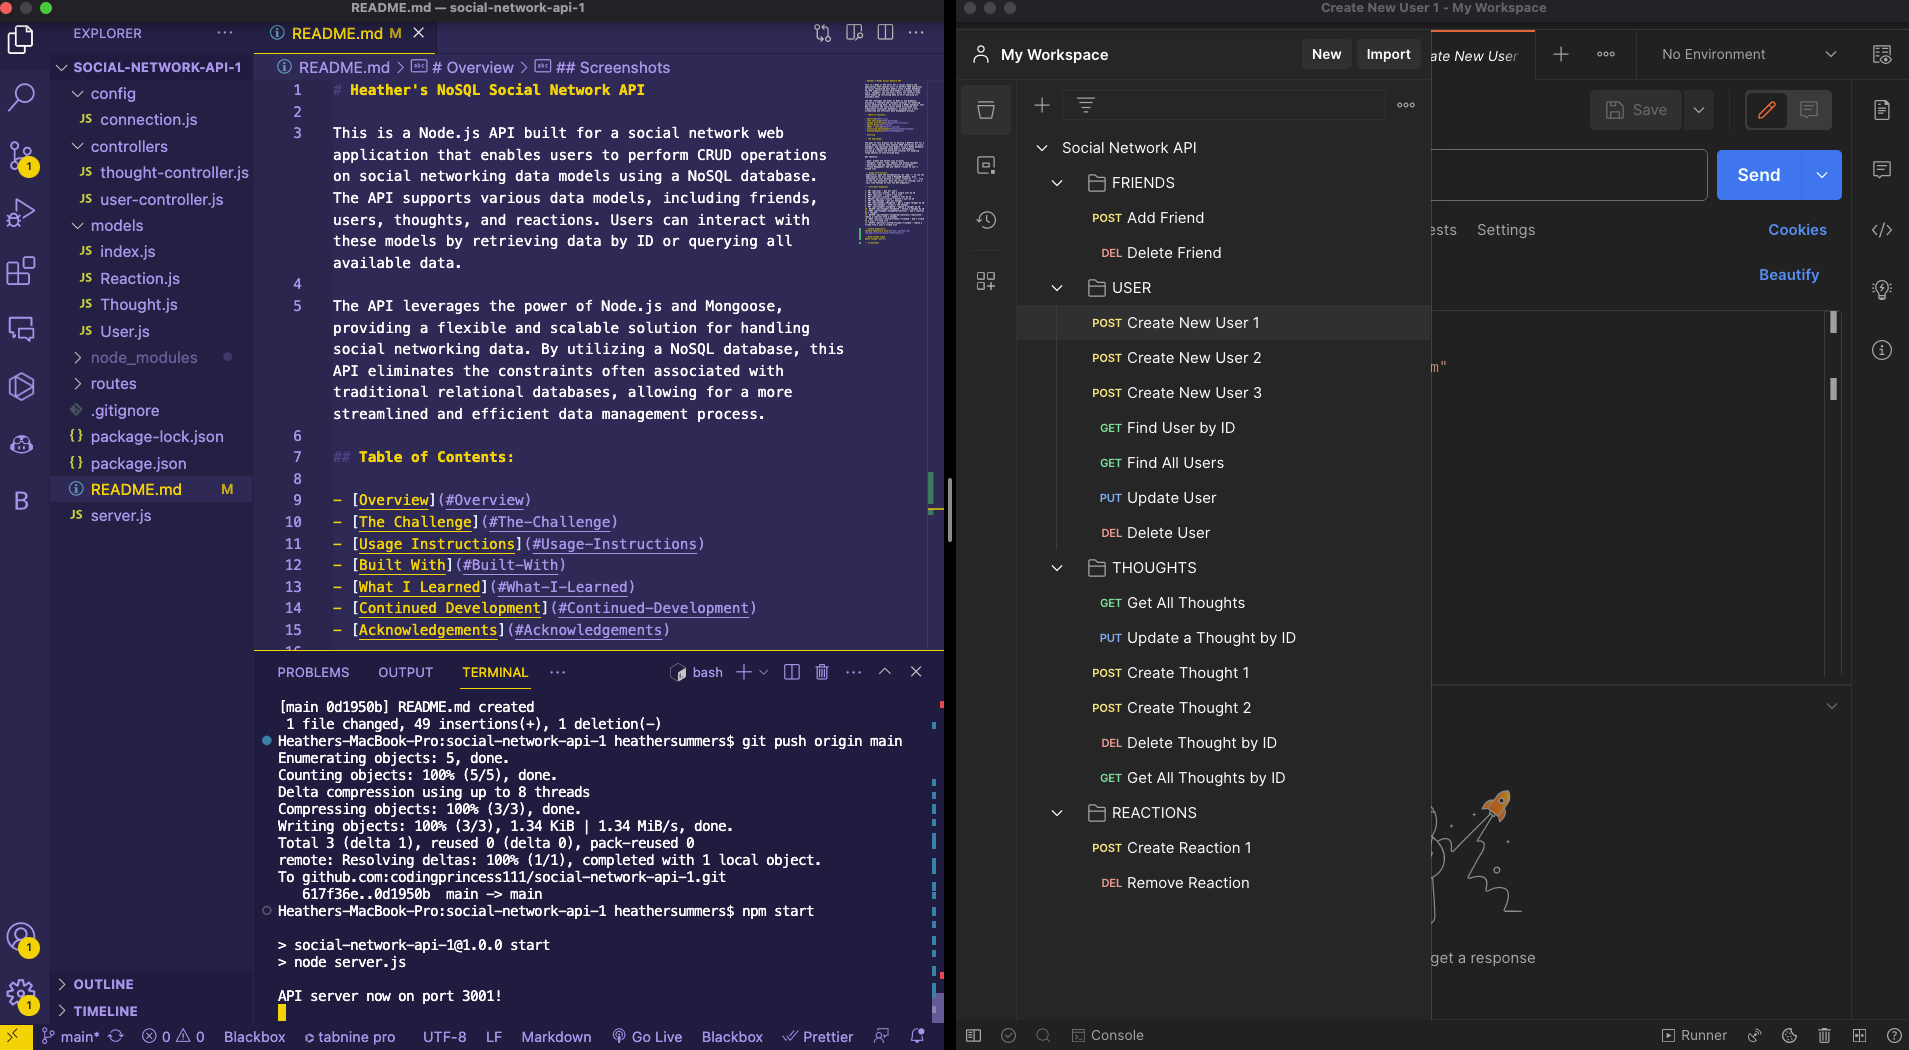 README.md — social-network-api-1
EXPLORER
SOCIAL-NETWORK-API-1
config
JS connection.js
controllers
JS thought-controller.js
JS user-controller.js
models
JS index.js
JS Reaction.js
JS Thought.js
JS User.js
node_modules
routes
.gitignore
{} package-lock.json
{} package.json
README.md M
JS server.js
OUTLINE
TIMELINE
1
B
1
1
README.md M
README.md > # Overview > ## Screenshots
1 # Heather's NoSQL Social Network API
2
3 This is a Node.js API built for a social network web
application that enables users to perform CRUD operations
on social networking data models using a NoSQL database.
The API supports various data models, including friends,
users, thoughts, and reactions. Users can interact with
these models by retrieving data by ID or querying all
available data.
4
5 The API leverages the power of Node.js and Mongoose,
providing a flexible and scalable solution for handling
social networking data. By utilizing a NoSQL database, this
API eliminates the constraints often associated with
traditional relational databases, allowing for a more
streamlined and efficient data management process.
6
7 ## Table of Contents:
8
9 - [Overview](#Overview)
10 - [The Challenge](#The-Challenge)
11 - [Usage Instructions](#Usage-Instructions)
12 - [Built With](#Built-With)
13 - [What I Learned](#What-I-Learned)
14 - [Continued Development](#Continued-Development)
15 - [Acknowledgements](#Acknowledgements)
PROBLEMS OUTPUT TERMINAL bash
[main 0d1950b] README.md created
1 file changed, 49 insertions(+), 1 deletion(-)
Heathers-MacBook-Pro:social-network-api-1 heathersummers$ git push origin main
Enumerating objects: 5, done.
Counting objects: 100% (5/5), done.
Delta compression using up to 8 threads
Compressing objects: 100% (3/3), done.
Writing objects: 100% (3/3), 1.34 KiB | 1.34 MiB/s, done.
Total 3 (delta 1), reused 0 (delta 0), pack-reused 0
remote: Resolving deltas: 100% (1/1), completed with 1 local object.
To github.com:codingprincess111/social-network-api-1.git
617f36e..0d1950b main -> main
Heathers-MacBook-Pro:social-network-api-1 heathersummers$ npm start
> social-network-api-1@1.0.0 start
> node server.js
API server now on port 3001!
main* 0 0 Blackbox tabnine pro UTF-8 LF Markdown Go Live Blackbox Prettier
Create New User 1 - My Workspace
My Workspace New Import
ate New User No Environment
Save
Social Network API
FRIENDS
POST Add Friend
DEL Delete Friend
USER
POST Create New User 1
POST Create New User 2
POST Create New User 3
GET Find User by ID
GET Find All Users
PUT Update User
DEL Delete User
THOUGHTS
GET Get All Thoughts
PUT Update a Thought by ID
POST Create Thought 1
POST Create Thought 2
DEL Delete Thought by ID
GET Get All Thoughts by ID
REACTIONS
POST Create Reaction 1
DEL Remove Reaction
Send
ests Settings Cookies
Beautify
m"
get a response
Console Runner